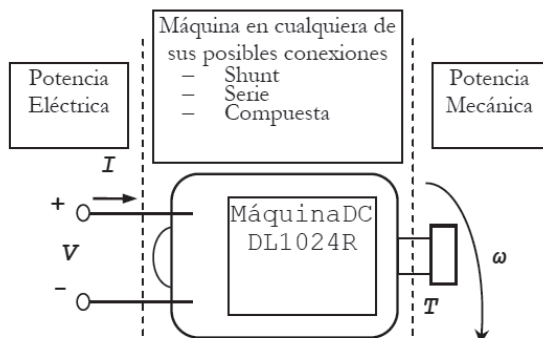 Máquina en cualquiera de
sus posibles conexiones
– Shunt
– Serie
– Compuesta
Potencia
Eléctrica
Potencia
Mecánica
I
+
V
–
MáquinaDC
DL1024R
T
ω